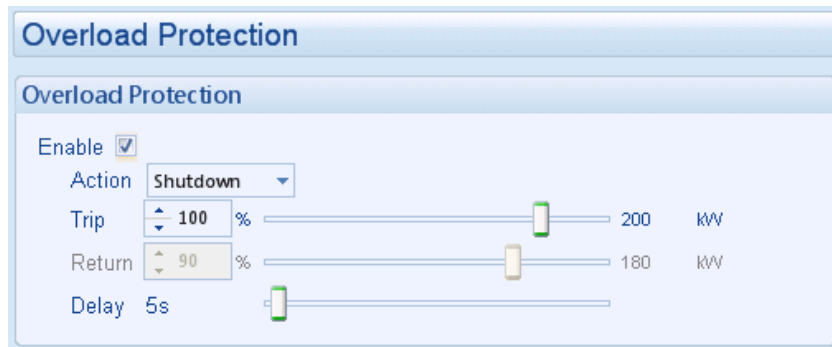 Overload Protection
Overload Protection
Enable
Action Shutdown
Trip 100 % 200 kW
Return 90 % 180 kW
Delay 5s